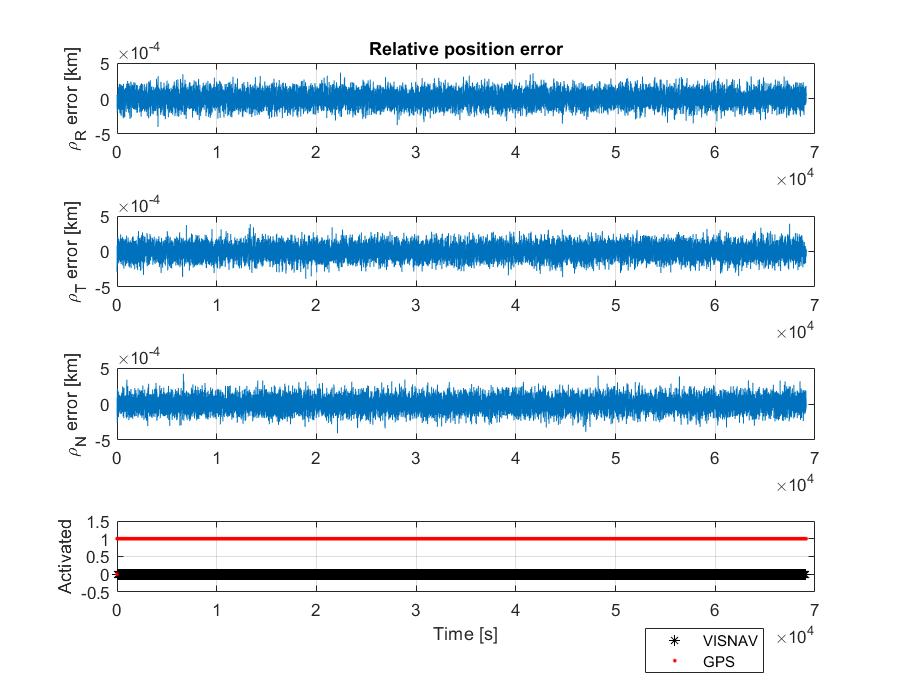 Relative position error
×10⁻⁴
5
0
-5
ρ_R error [km]
0 1 2 3 4 5 6 7
×10⁴
×10⁻⁴
5
0
-5
ρ_T error [km]
0 1 2 3 4 5 6 7
×10⁴
×10⁻⁴
5
0
-5
ρ_N error [km]
0 1 2 3 4 5 6 7
×10⁴
1.5
1
0.5
0
-0.5
Activated
0 1 2 3 4 5 6 7
Time [s]
×10⁴
VISNAV
GPS